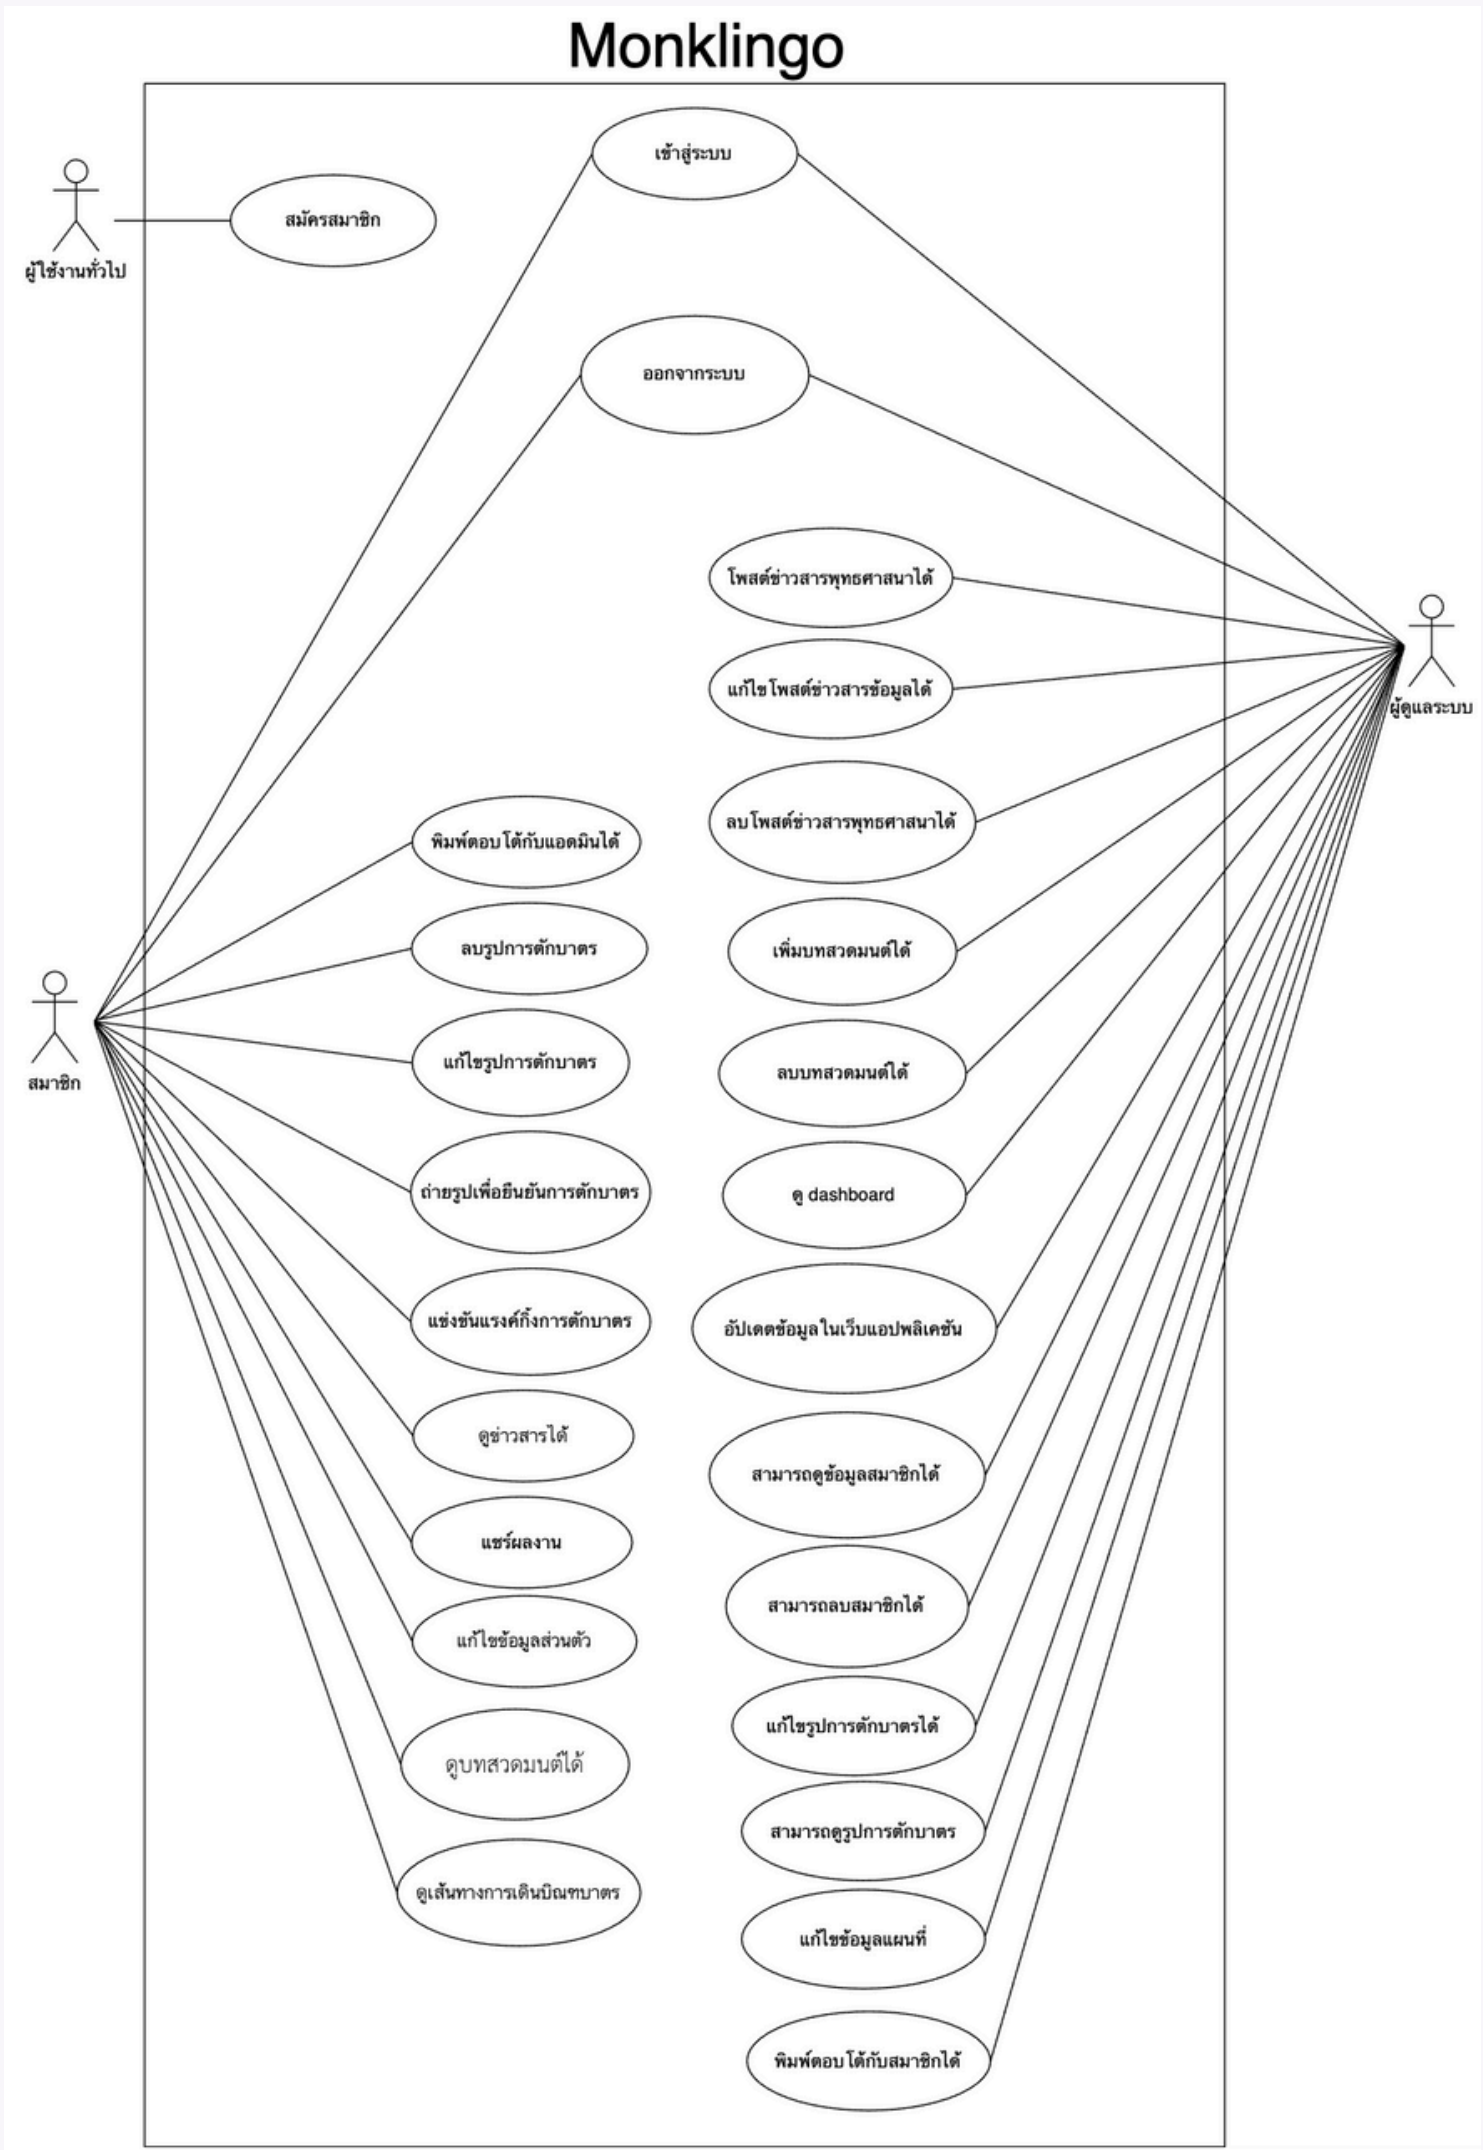 Monklingo
เข้าสู่ระบบ
สมัครสมาชิก
ผู้ใช้งานทั่วไป
ออกจากระบบ
โพสต์ข่าวสารพุทธศาสนาได้
แก้ไขโพสต์ข่าวสารข้อมูลได้
ผู้ดูแลระบบ
ลบโพสต์ข่าวสารพุทธศาสนาได้
พิมพ์ตอบโต้กับแอดมินได้
ลบรูปการตักบาตร
เพิ่มบทสวดมนต์ได้
แก้ไขรูปการตักบาตร
ลบบทสวดมนต์ได้
สมาชิก
ถ่ายรูปเพื่อยืนยันการตักบาตร
ดู dashboard
แข่งขันแรงค์กิ้งการตักบาตร
อัปเดตข้อมูลในเว็บแอปพลิเคชัน
ดูข่าวสารได้
สามารถดูข้อมูลสมาชิกได้
แชร์ผลงาน
สามารถลบสมาชิกได้
แก้ไขข้อมูลส่วนตัว
แก้ไขรูปการตักบาตรได้
ดูบทสวดมนต์ได้
สามารถดูรูปการตักบาตร
ดูเส้นทางการเดินบิณฑบาตร
แก้ไขข้อมูลแผนที่
พิมพ์ตอบโต้กับสมาชิกได้